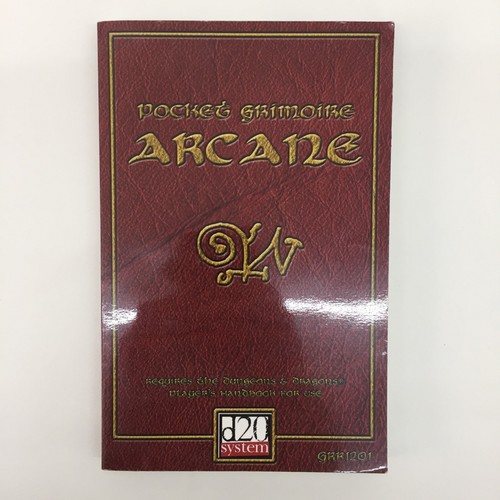 POCKET GRIMOIRE
ARCANE
REQUIRES THE DUNGEONS & DRAGONS®
PLAYER'S HANDBOOK FOR USE
d20
system
GRR1201